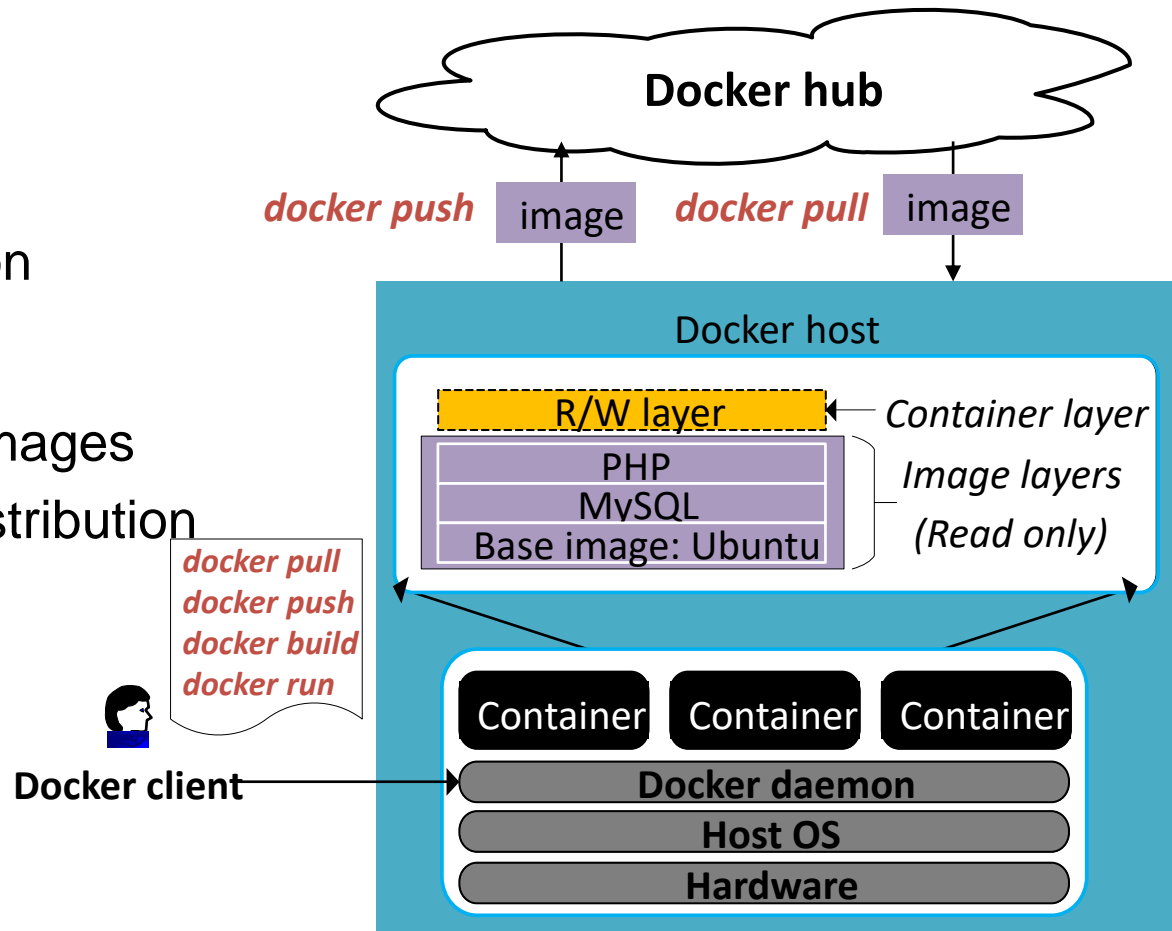 Docker hub
docker push
image
docker pull
image
on
Docker host
R/W layer
Container layer
PHP
MySQL
Base image: Ubuntu
Image layers
(Read only)
mages
stribution
docker pull
docker push
docker build
docker run
Container
Container
Container
Docker client
Docker daemon
Host OS
Hardware